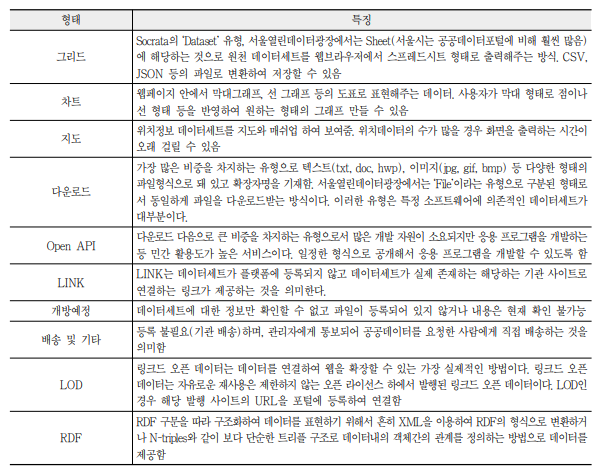 형태 특징
그리드
Socrata의 'Dataset' 유형, 서울열린데이터광장에서는 Sheet(서울시는 공공데이터포털에 비해 훨씬 많음)
에 해당하는 것으로 원천 데이터세트를 웹브라우저에서 스프레드시트 형태로 출력해주는 방식. CSV,
JSON 등의 파일로 변환하여 저장할 수 있음
차트
웹페이지 안에서 막대그래프, 선 그래프 등의 도표로 표현해주는 데이터. 사용자가 막대 형태로 점이나
선 형태 등을 반영하여 원하는 형태의 그래프 만들 수 있음
지도
위치정보 데이터세트를 지도와 매쉬업 하여 보여줌. 위치데이터의 수가 많을 경우 화면을 출력하는 시간이
오래 걸릴 수 있음
다운로드
가장 많은 비중을 차지하는 유형으로 텍스트(txt, doc, hwp), 이미지(jpg, gif, bmp) 등 다양한 형태의
파일형식으로 돼 있고 확장자명을 기재함. 서울열린데이터광장에서는 'File'이라는 유형으로 구분된 형태로
서 동일하게 파일을 다운로드받는 방식이다. 이러한 유형은 특정 소프트웨어에 의존적인 데이터세트가
대부분이다.
Open API
다운로드 다음으로 큰 비중을 차지하는 유형으로서 많은 개발 자원이 소요되지만 응용 프로그램을 개발하는
등 민간 활용도가 높은 서비스이다. 일정한 형식으로 공개해서 응용 프로그램을 개발할 수 있도록 함
LINK
LINK는 데이터세트가 플랫폼에 등록되지 않고 데이터세트가 실제 존재하는 해당하는 기관 사이트로
연결하는 링크가 제공하는 것을 의미한다.
개방예정
데이터세트에 대한 정보만 확인할 수 없고 파일이 등록되어 있지 않거나 내용은 현재 확인 불가능
배송 및 기타
등록 불필요(기관 배송)하며, 관리자에게 통보되어 공공데이터를 요청한 사람에게 직접 배송하는 것을
의미함
LOD
링크드 오픈 데이터는 데이터를 연결하여 웹을 확장할 수 있는 가장 실제적인 방법이다. 링크드 오픈
데이터는 자유로운 재사용은 제한하지 않는 오픈 라이선스 하에서 발행된 링크드 오픈 데이터이다. LOD인
경우 해당 발행 사이트의 URL을 포털에 등록하여 연결함
RDF
RDF 구문을 따라 구조화하여 데이터를 표현하기 위해서 흔히 XML을 이용하여 RDF의 형식으로 변환하거
나 N-triples와 같이 보다 단순한 트리플 구조로 데이터내의 객체간의 관계를 정의하는 방법으로 데이터를
제공함